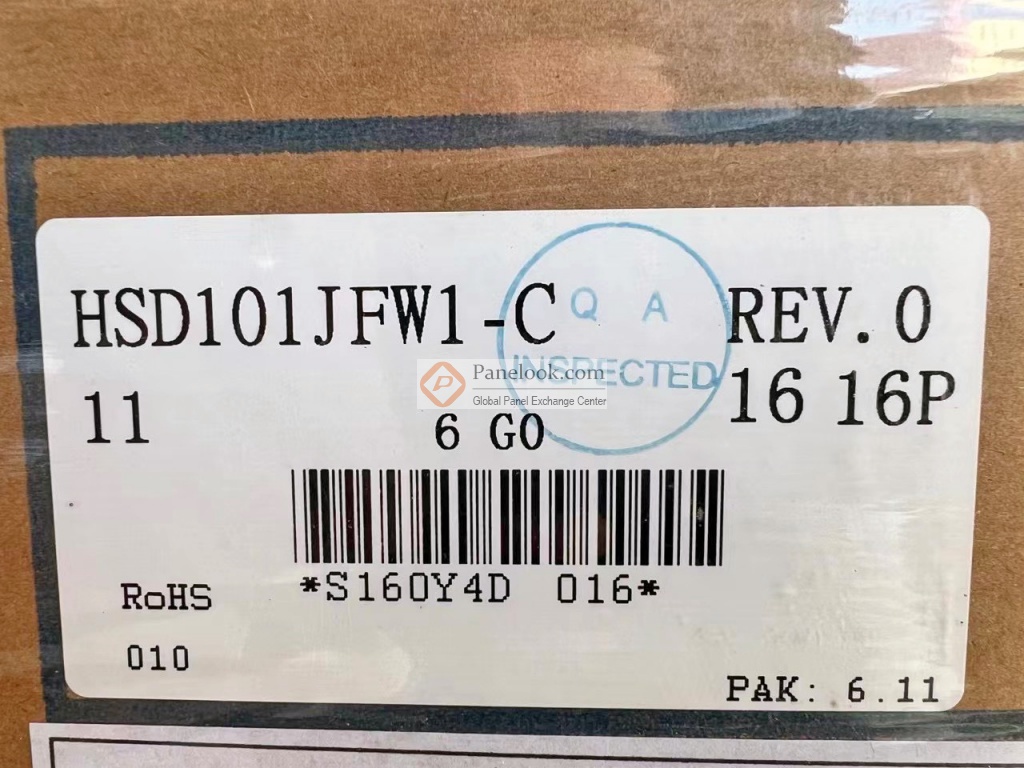 HSD101JFW1-C REV. 0
Q A
INSPECTED
Panelook.com
Global Panel Exchange Center
11 6 G0 16 16P
*S160Y4D 016*
RoHS
010
PAK: 6.11